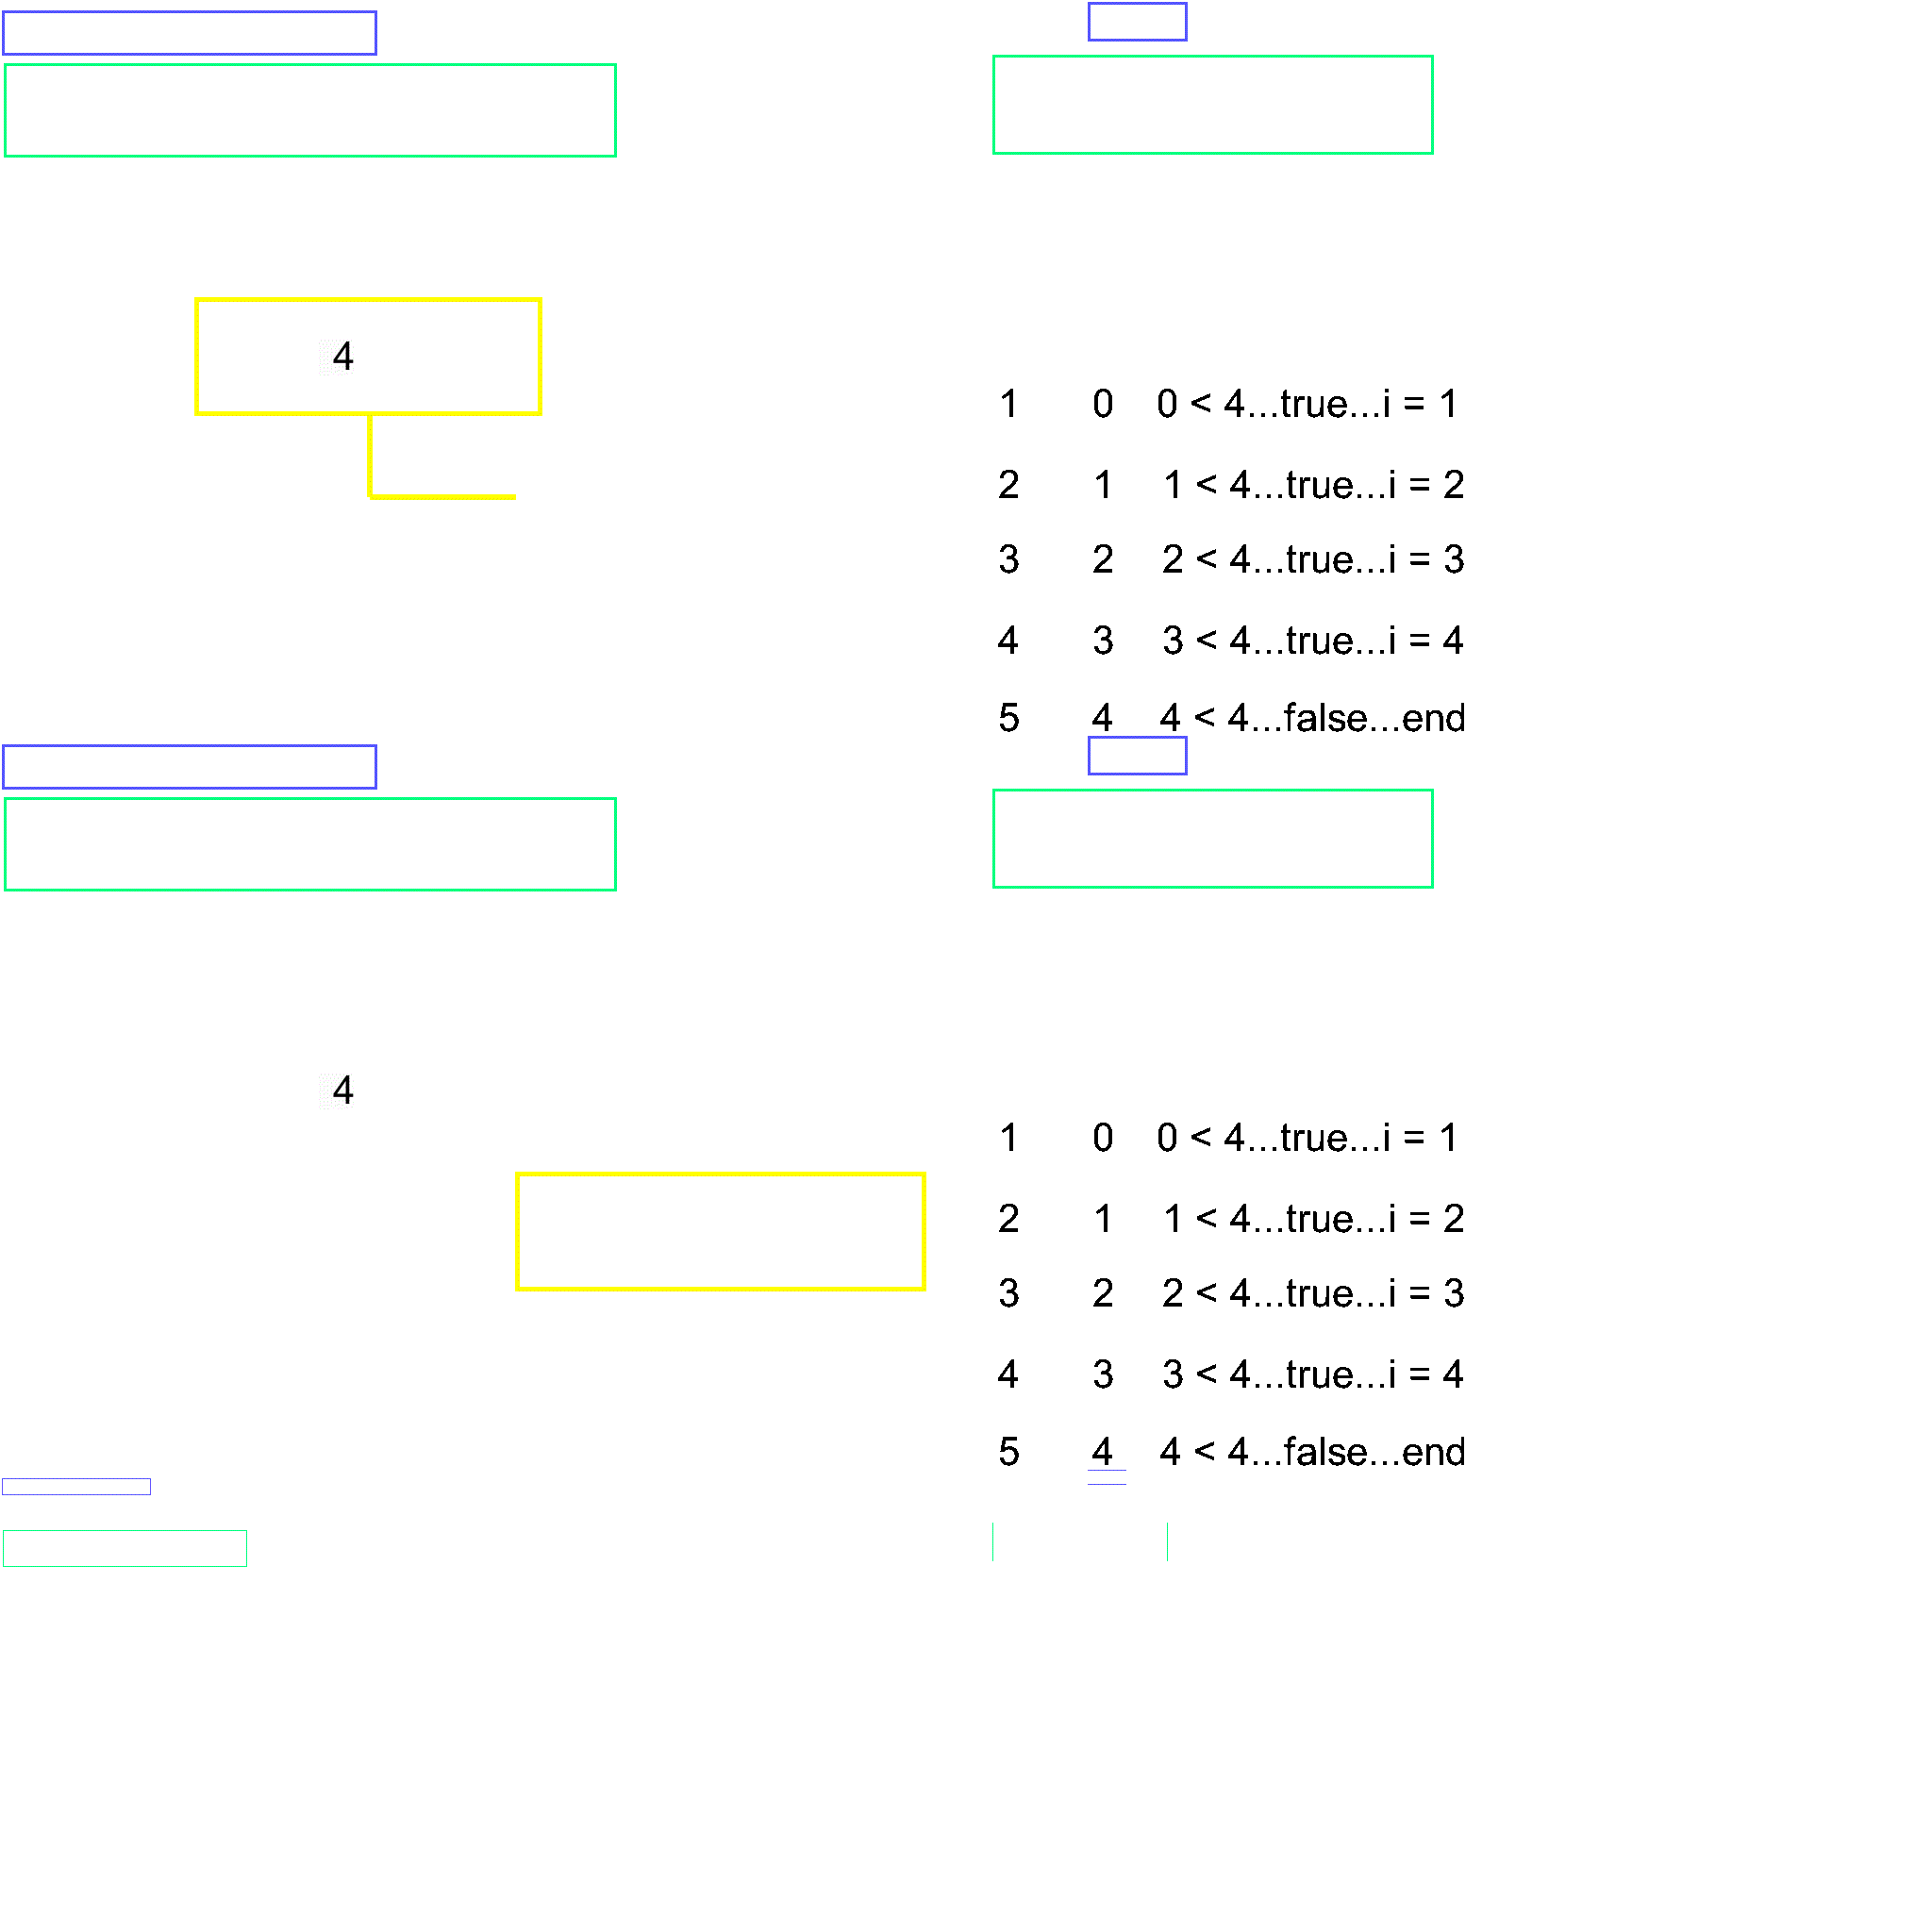 4
1 0 0 < 4...true...i = 1
2 1 1 < 4...true...i = 2
3 2 2 < 4...true...i = 3
4 3 3 < 4...true...i = 4
5 4 4 < 4...false...end
4
1 0 0 < 4...true...i = 1
2 1 1 < 4...true...i = 2
3 2 2 < 4...true...i = 3
4 3 3 < 4...true...i = 4
5 4 4 < 4...false...end